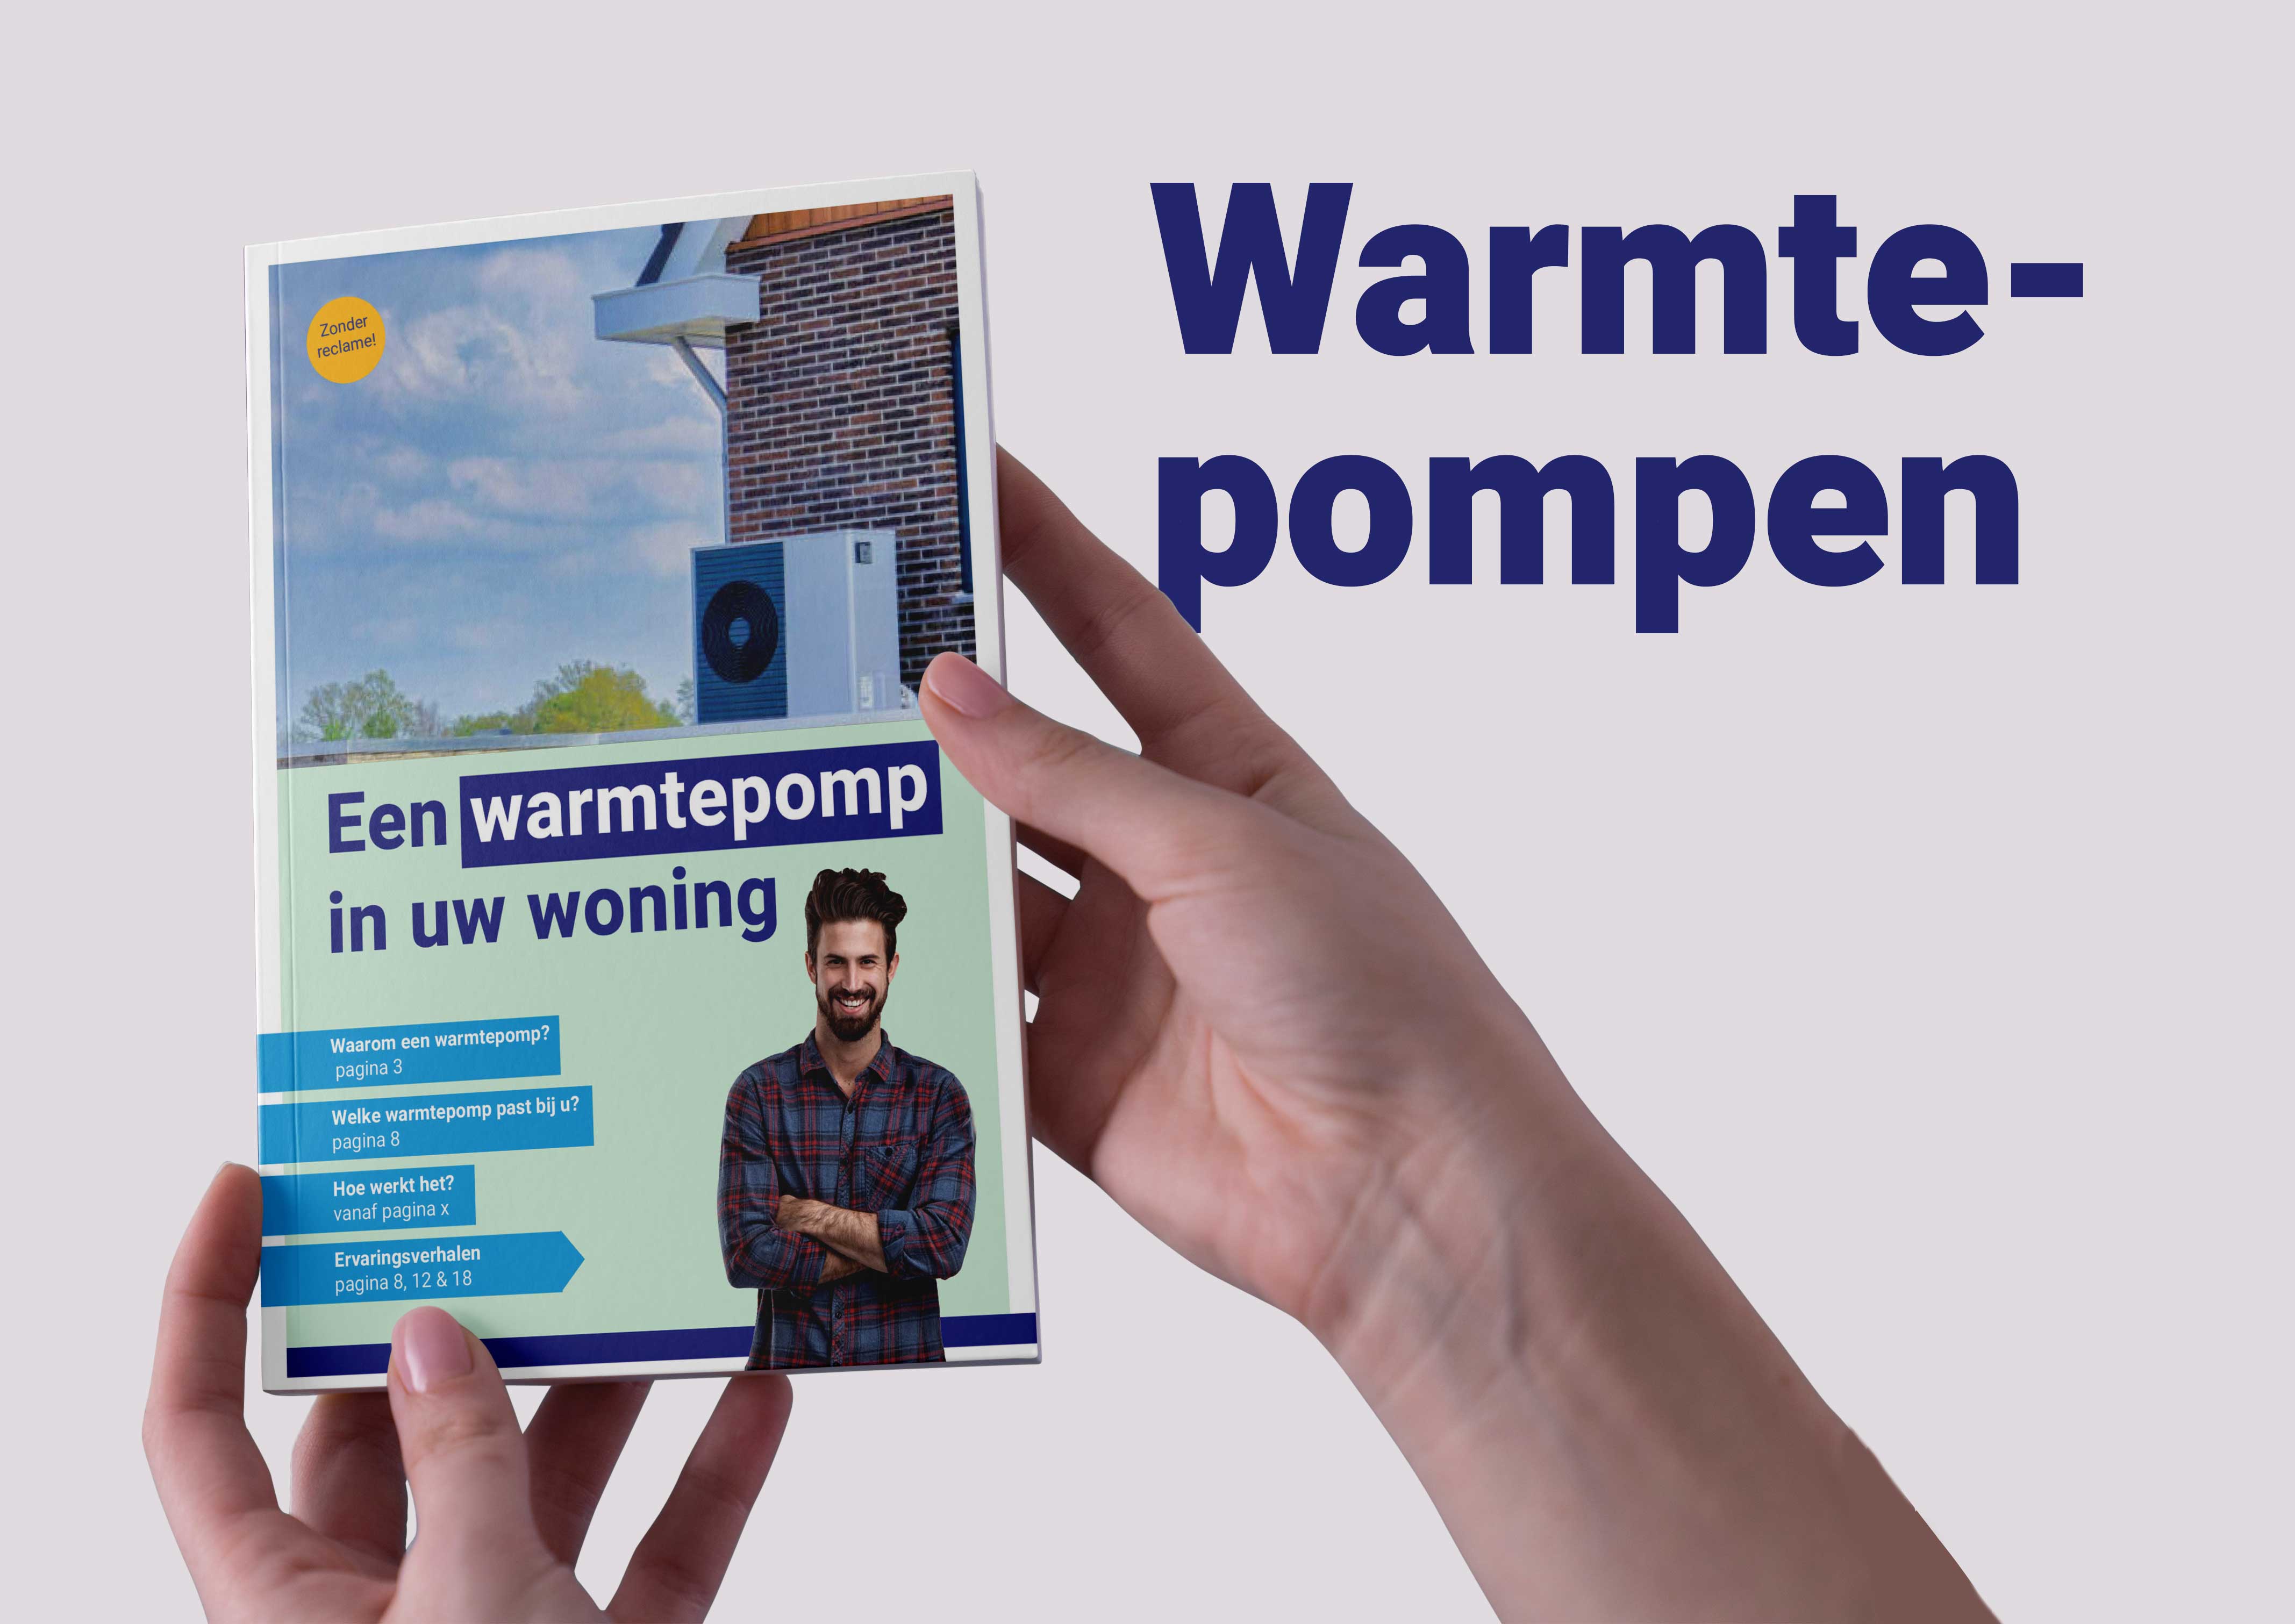 Warmte-
pompen
Zonder
reclame!
Een warmtepomp
in uw woning
Waarom een warmtepomp?
pagina 3
Welke warmtepomp past bij u?
pagina 8
Hoe werkt het?
vanaf pagina x
Ervaringsverhalen
pagina 8, 12 & 18